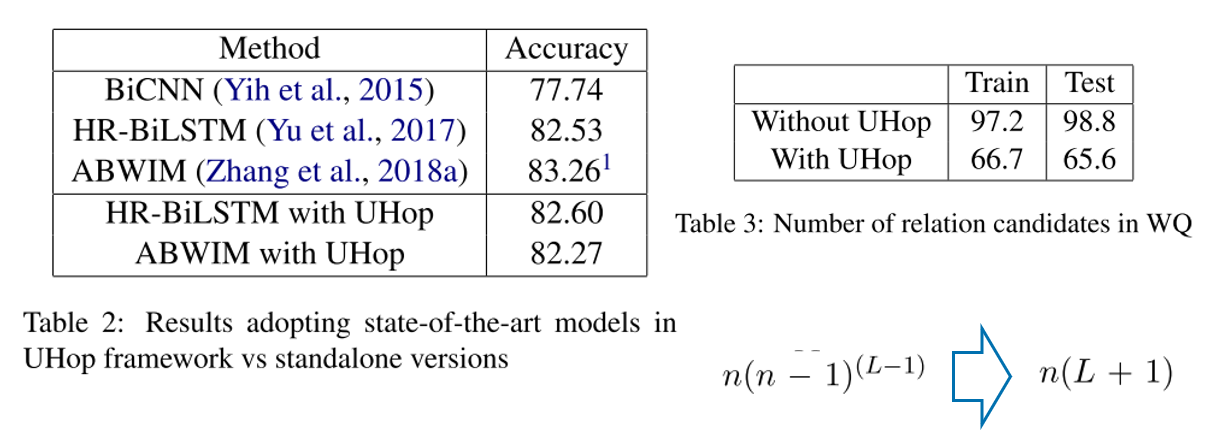 Method Accuracy
BiCNN (Yih et al., 2015) 77.74
HR-BiLSTM (Yu et al., 2017) 82.53
ABWIM (Zhang et al., 2018a) 83.26¹
HR-BiLSTM with UHop 82.60
ABWIM with UHop 82.27
Table 2: Results adopting state-of-the-art models in
UHop framework vs standalone versions
Train Test
Without UHop 97.2 98.8
With UHop 66.7 65.6
Table 3: Number of relation candidates in WQ
n(n − 1)^(L−1) n(L + 1)